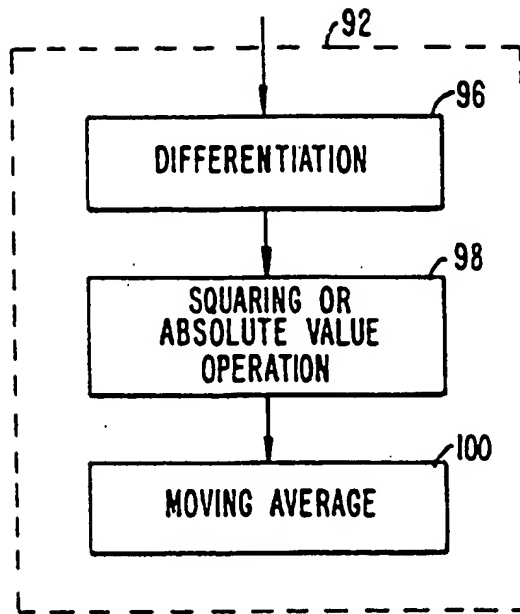 92
96
DIFFERENTIATION
98
SQUARING OR
ABSOLUTE VALUE
OPERATION
100
MOVING AVERAGE